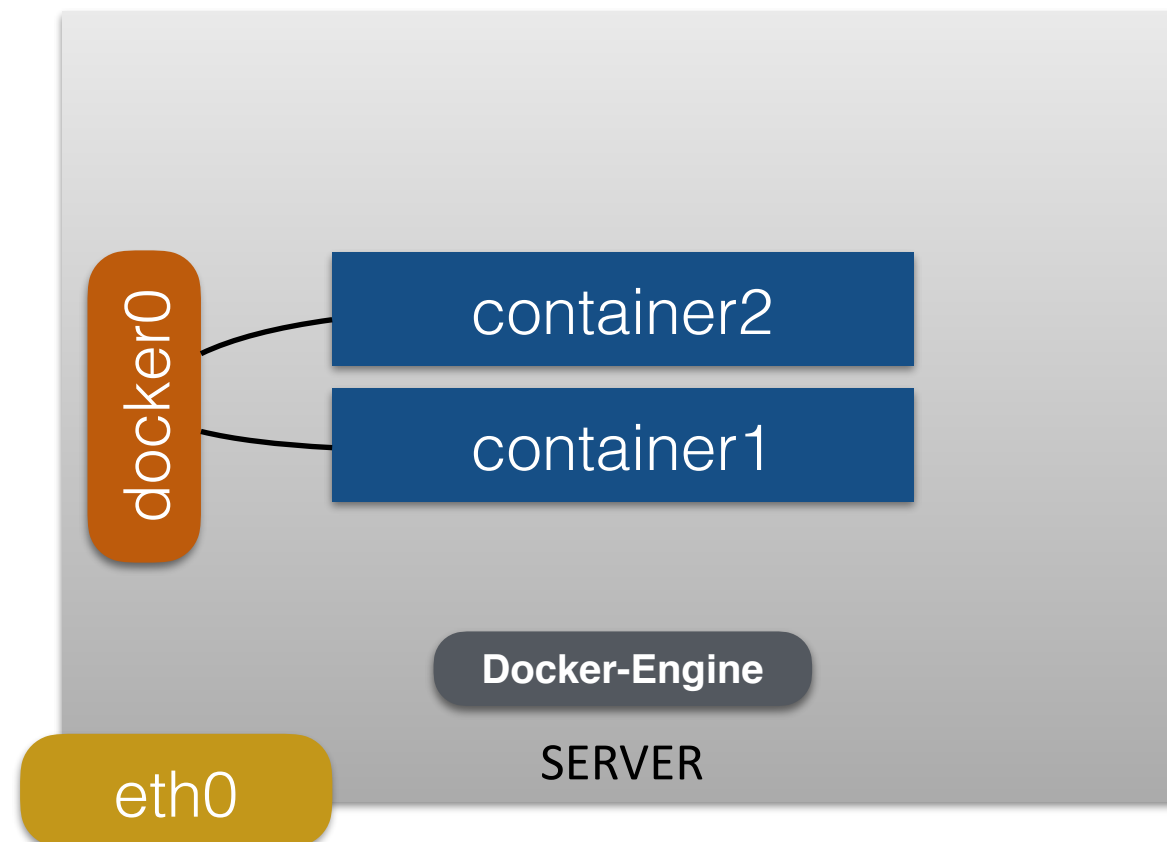 docker0
container2
container1
Docker-Engine
SERVER
eth0